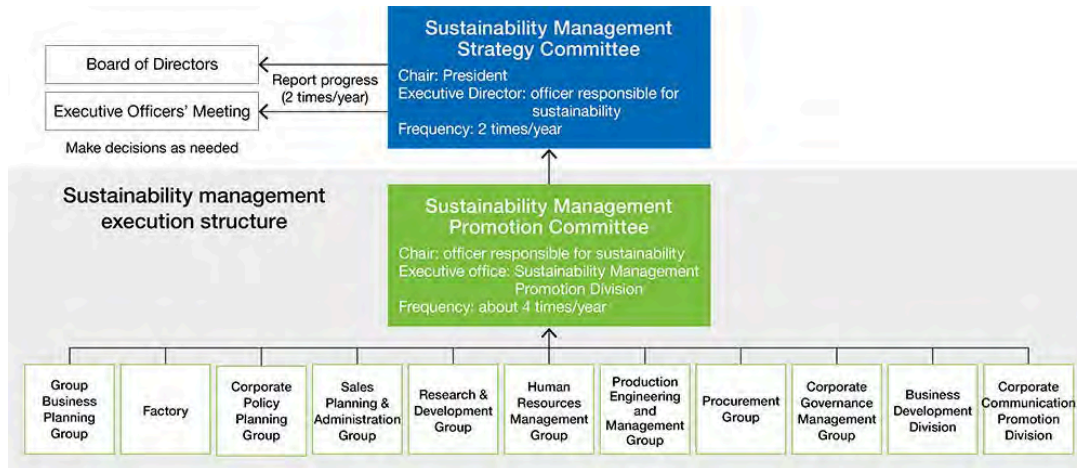 Sustainability Management
Strategy Committee
Chair: President
Executive Director: officer responsible for
sustainability
Frequency: 2 times/year
Board of Directors
Executive Officers' Meeting
Make decisions as needed
Report progress
(2 times/year)
Sustainability management
execution structure
Sustainability Management
Promotion Committee
Chair: officer responsible for sustainability
Executive office: Sustainability Management
Promotion Division
Frequency: about 4 times/year
Group
Business
Planning
Group
Factory
Corporate
Policy
Planning
Group
Sales
Planning &
Administration
Group
Research &
Development
Group
Human
Resources
Management
Group
Production
Engineering
and
Management
Group
Procurement
Group
Corporate
Governance
Management
Group
Business
Development
Division
Corporate
Communication
Promotion
Division